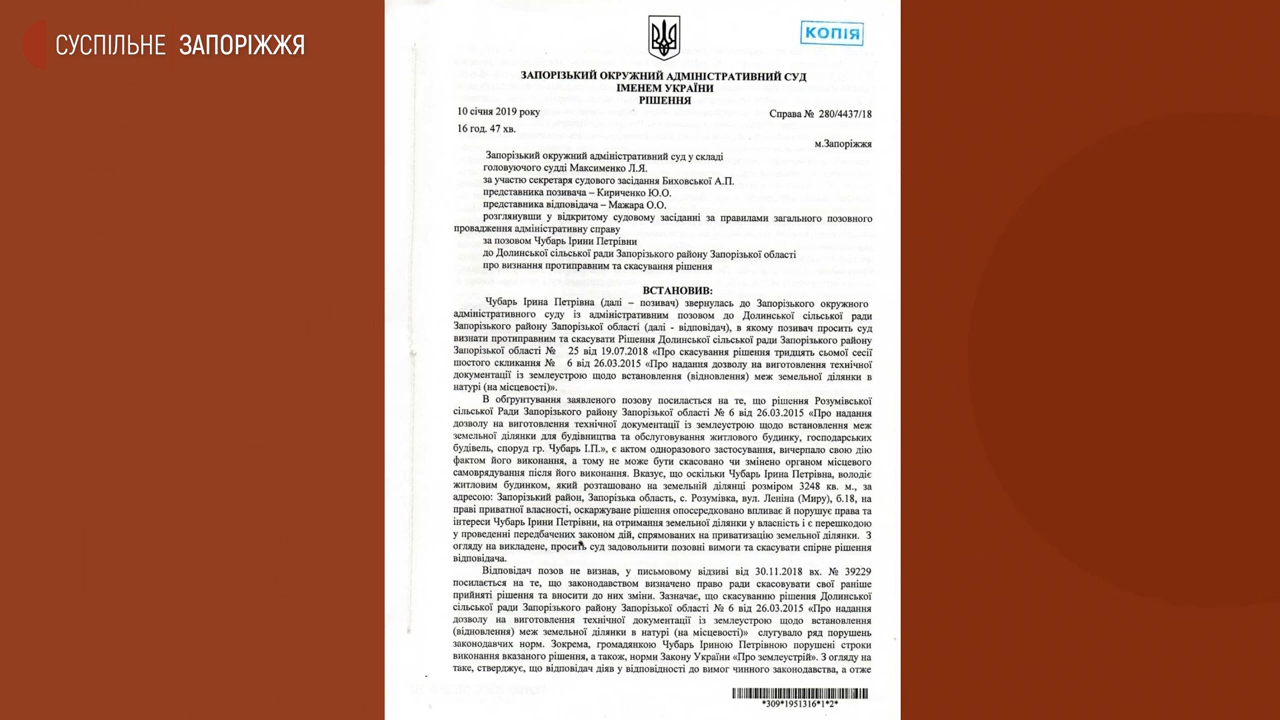 СУСПІЛЬНЕ ЗАПОРІЖЖЯ
КОПІЯ
ЗАПОРІЗЬКИЙ ОКРУЖНИЙ АДМІНІСТРАТИВНИЙ СУД
ІМЕНЕМ УКРАЇНИ
РІШЕННЯ
10 січня 2019 року Справа № 280/4437/18
16 год. 47 хв.
м.Запоріжжя
Запорізький окружний адміністративний суд у складі
головуючого судді Максименко Л.Я.
за участю секретаря судового засідання Биховської А.П.
представника позивача – Кириченко Ю.О.
представника відповідача – Мажара О.О.
розглянувши у відкритому судовому засіданні за правилами загального позовного
провадження адміністративну справу
за позовом Чубарь Ірини Петрівни
до Долинської сільської ради Запорізького району Запорізької області
про визнання протиправним та скасування рішення
ВСТАНОВИВ:
Чубарь Ірина Петрівна (далі – позивач) звернулась до Запорізького окружного
адміністративного суду із адміністративним позовом до Долинської сільської ради
Запорізького району Запорізької області (далі - відповідач), в якому позивач просить суд
визнати протиправним та скасувати Рішення Долинської сільської ради Запорізького району
Запорізької області № 25 від 19.07.2018 «Про скасування рішення тридцять сьомої сесії
шостого скликання № 6 від 26.03.2015 «Про надання дозволу на виготовлення технічної
документації із землеустрою щодо встановлення (відновлення) меж земельної ділянки в
натурі (на місцевості)».
В обґрунтування заявленого позову посилається на те, що рішення Розумівської
сільської Ради Запорізького району Запорізької області № 6 від 26.03.2015 «Про надання
дозволу на виготовлення технічної документації із землеустрою щодо встановлення меж
земельної ділянки для будівництва та обслуговування житлового будинку, господарських
будівель, споруд гр. Чубарь І.П.», є актом одноразового застосування, вичерпало свою дію
фактом його виконання, а тому не може бути скасовано чи змінено органом місцевого
самоврядування після його виконання. Вказує, що оскільки Чубарь Ірина Петрівна, володіє
житловим будинком, який розташовано на земельній ділянці розміром 3248 кв. м., за
адресою: Запорізький район, Запорізька область, с. Розумівка, вул. Леніна (Миру), б.18, на
праві приватної власності, оскаржуване рішення опосередковано впливає й порушує права та
інтереси Чубарь Ірини Петрівни, на отримання земельної ділянки у власність і є перешкодою
у проведенні передбачених законом дій, спрямованих на приватизацію земельної ділянки. З
огляду на викладене, просить суд задовольнити позовні вимоги та скасувати спірне рішення
відповідача.
Відповідач позов не визнав, у письмовому відзиві від 30.11.2018 вх. № 39229
посилається на те, що законодавством визначено право ради скасовувати свої раніше
прийняті рішення та вносити до них зміни. Зазначає, що скасуванню рішення Долинської
сільської ради Запорізького району Запорізької області № 6 від 26.03.2015 «Про надання
дозволу на виготовлення технічної документації із землеустрою щодо встановлення
(відновлення) меж земельної ділянки в натурі (на місцевості)» слугувало ряд порушень
законодавчих норм. Зокрема, громадянкою Чубарь Іриною Петрівною порушені строки
виконання вказаного рішення, а також, норми Закону України «Про землеустрій». З огляду на
таке, стверджує, що відповідач діяв у відповідності до вимог чинного законодавства, а отже
*309*1951316*1*2*